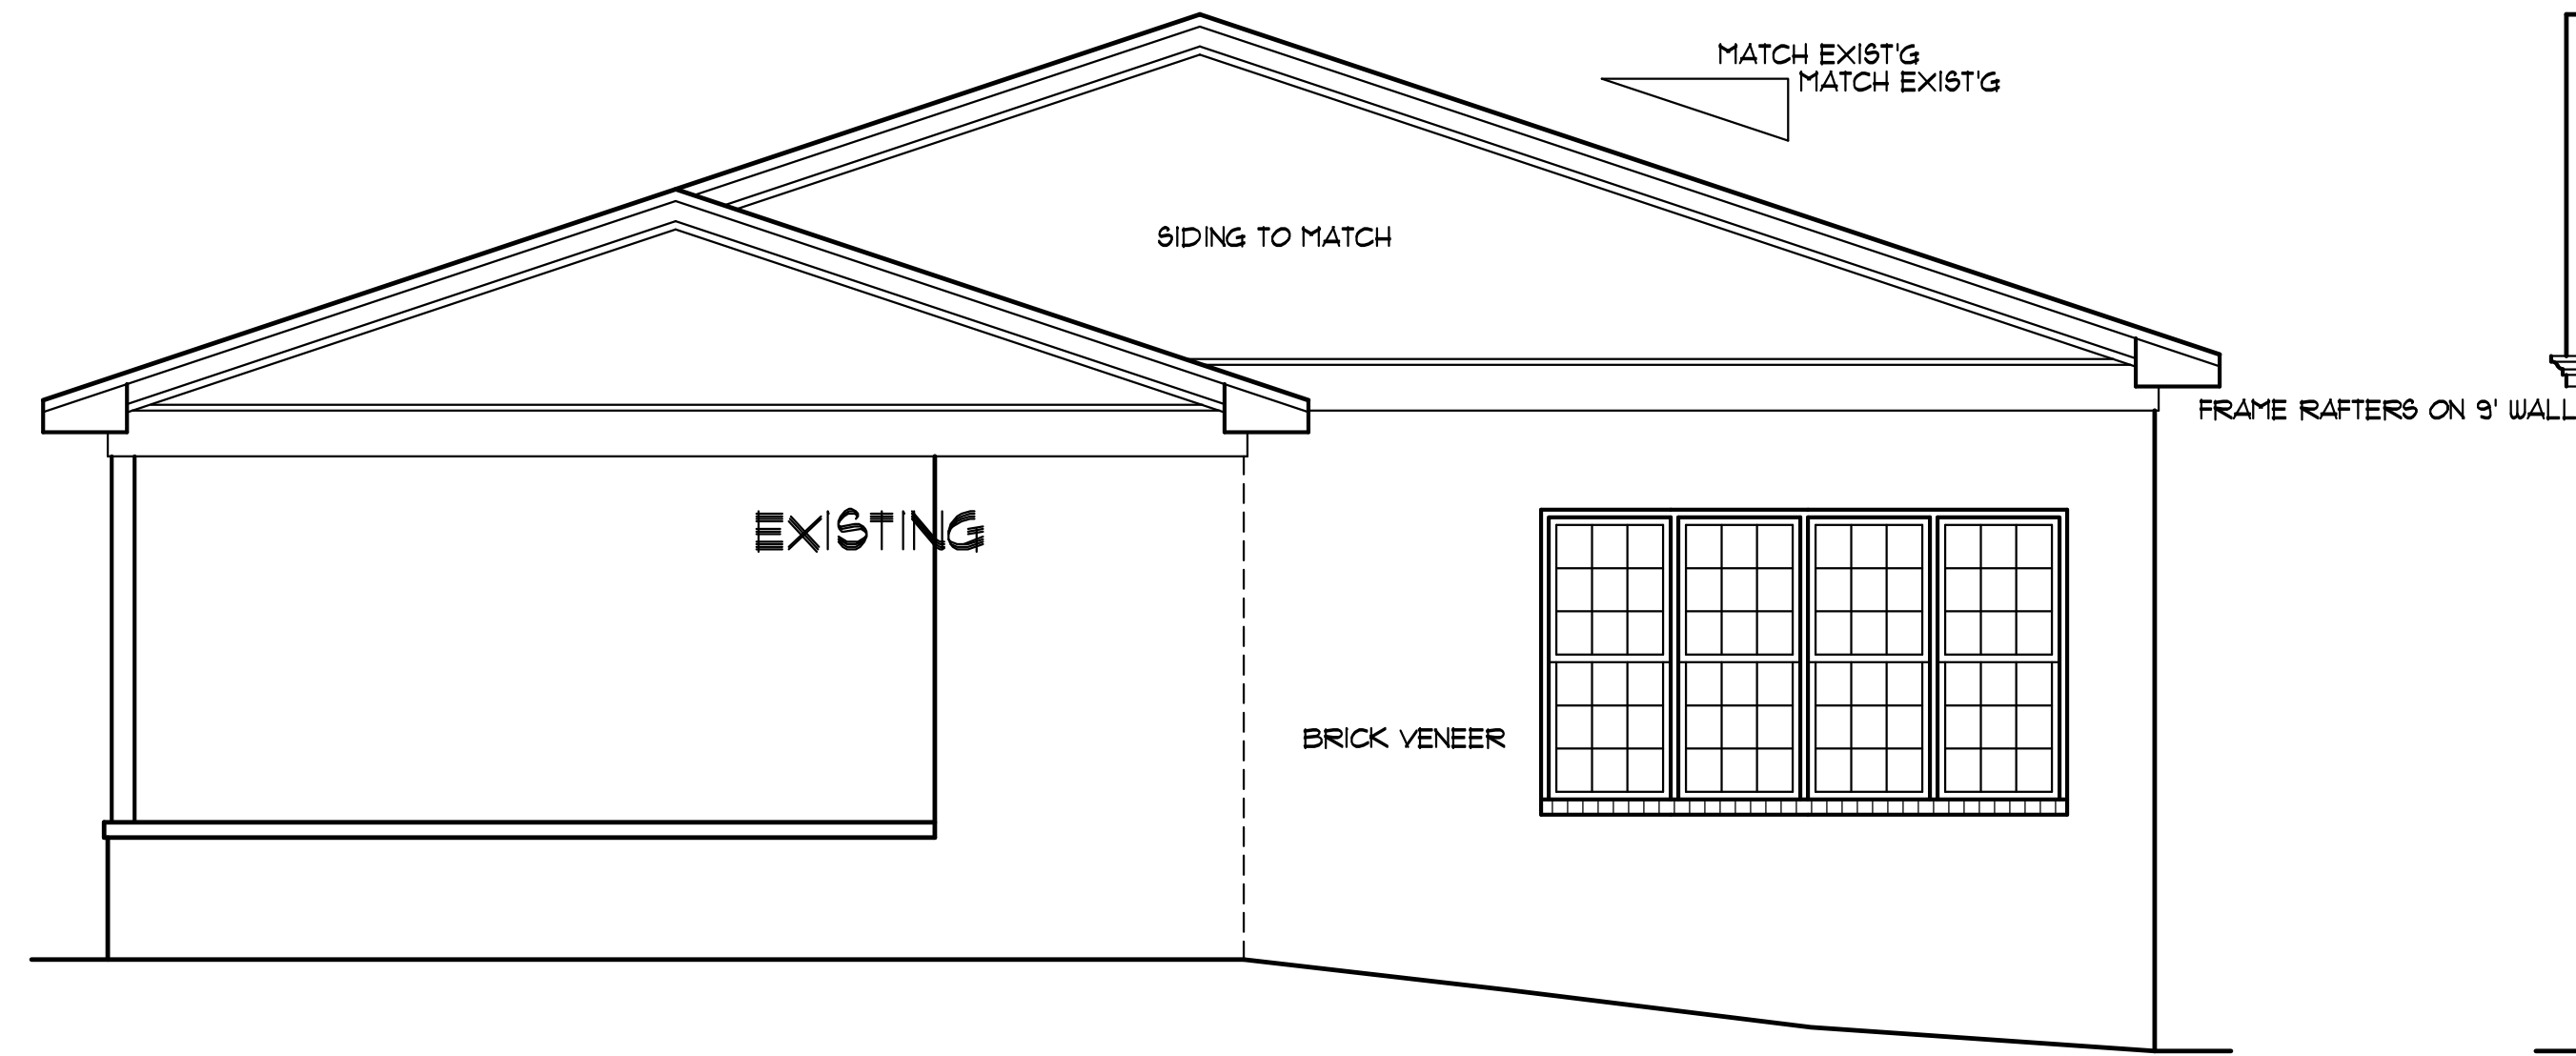 MATCH EXIST'G
MATCH EXIST'G
SIDING TO MATCH
FRAME RAFTERS ON 9' WALL
EXISTING
BRICK VENEER